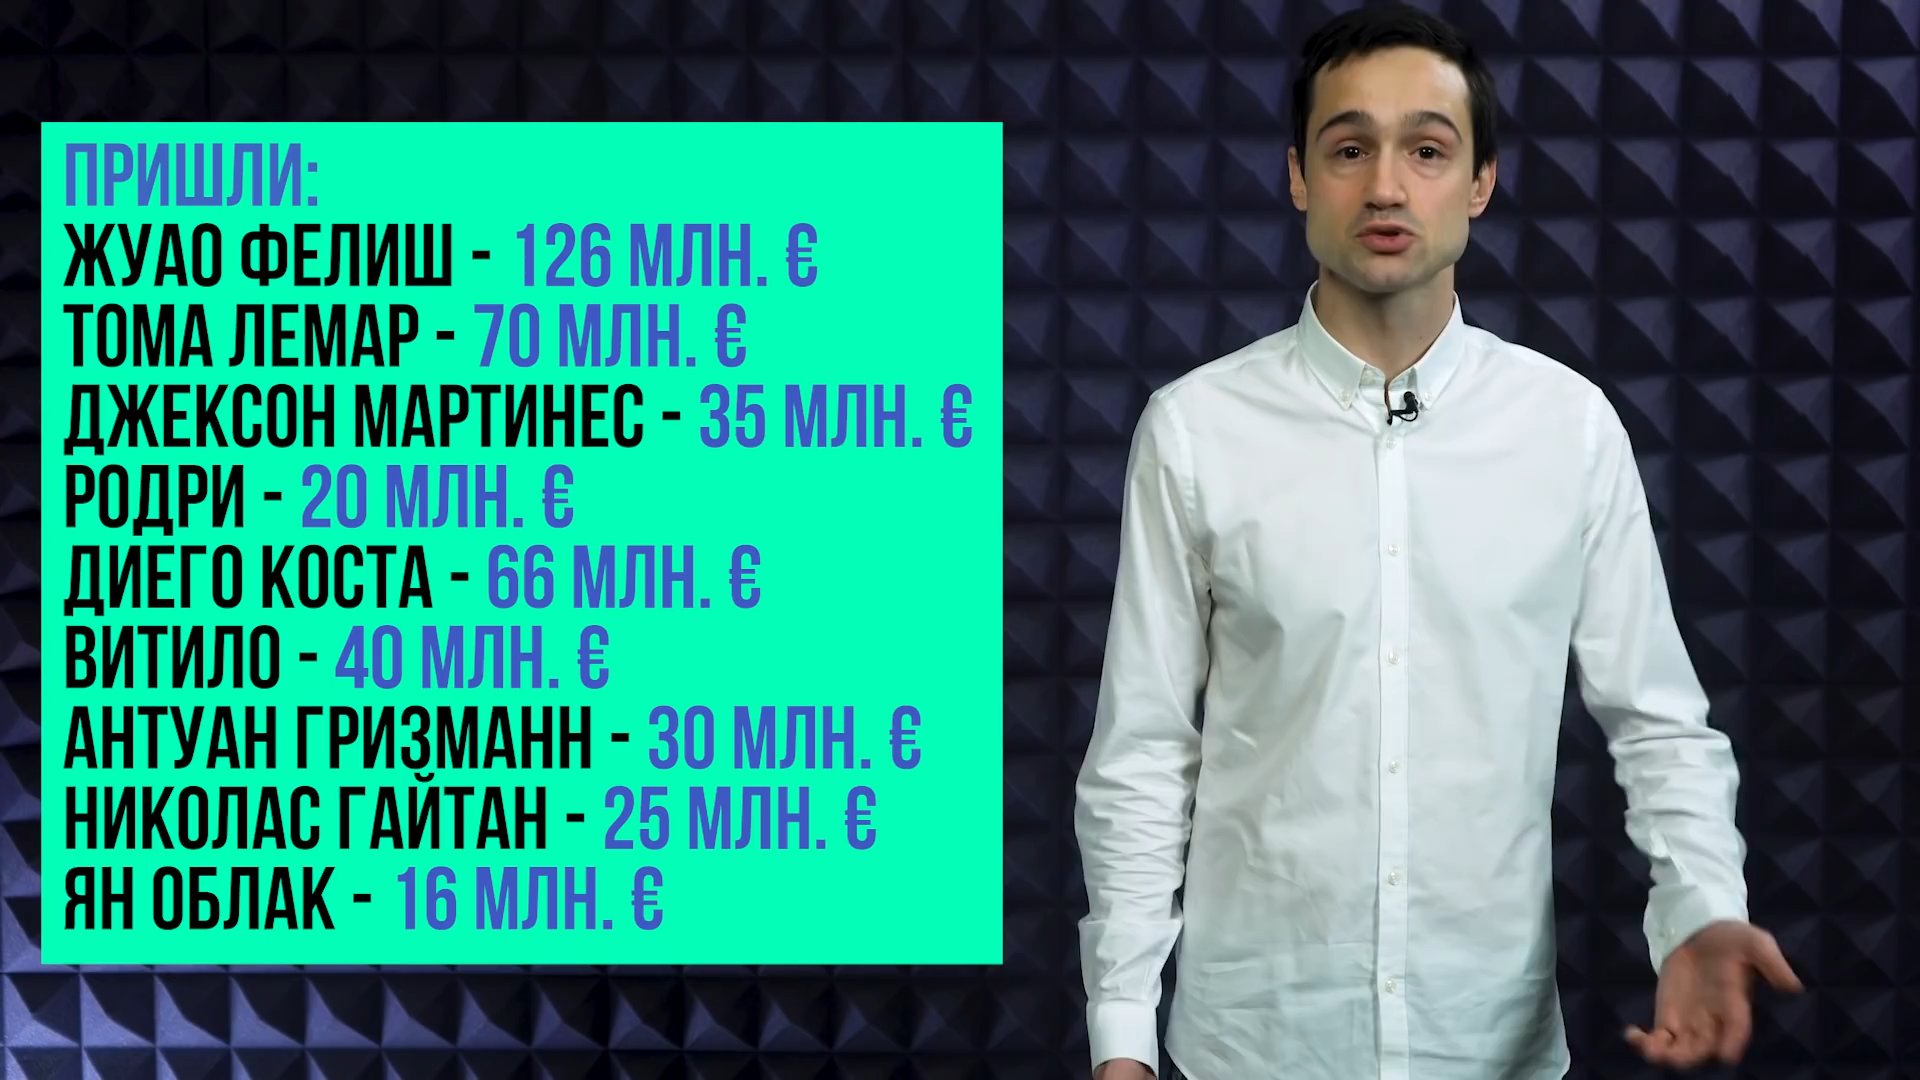 ПРИШЛИ:
ЖУАО ФЕЛИШ - 126 МЛН. €
ТОМА ЛЕМАР - 70 МЛН. €
ДЖЕКСОН МАРТИНЕС - 35 МЛН. €
РОДРИ - 20 МЛН. €
ДИЕГО КОСТА - 66 МЛН. €
ВИТИЛО - 40 МЛН. €
АНТУАН ГРИЗМАНН - 30 МЛН. €
НИКОЛАС ГАЙТАН - 25 МЛН. €
ЯН ОБЛАК - 16 МЛН. €